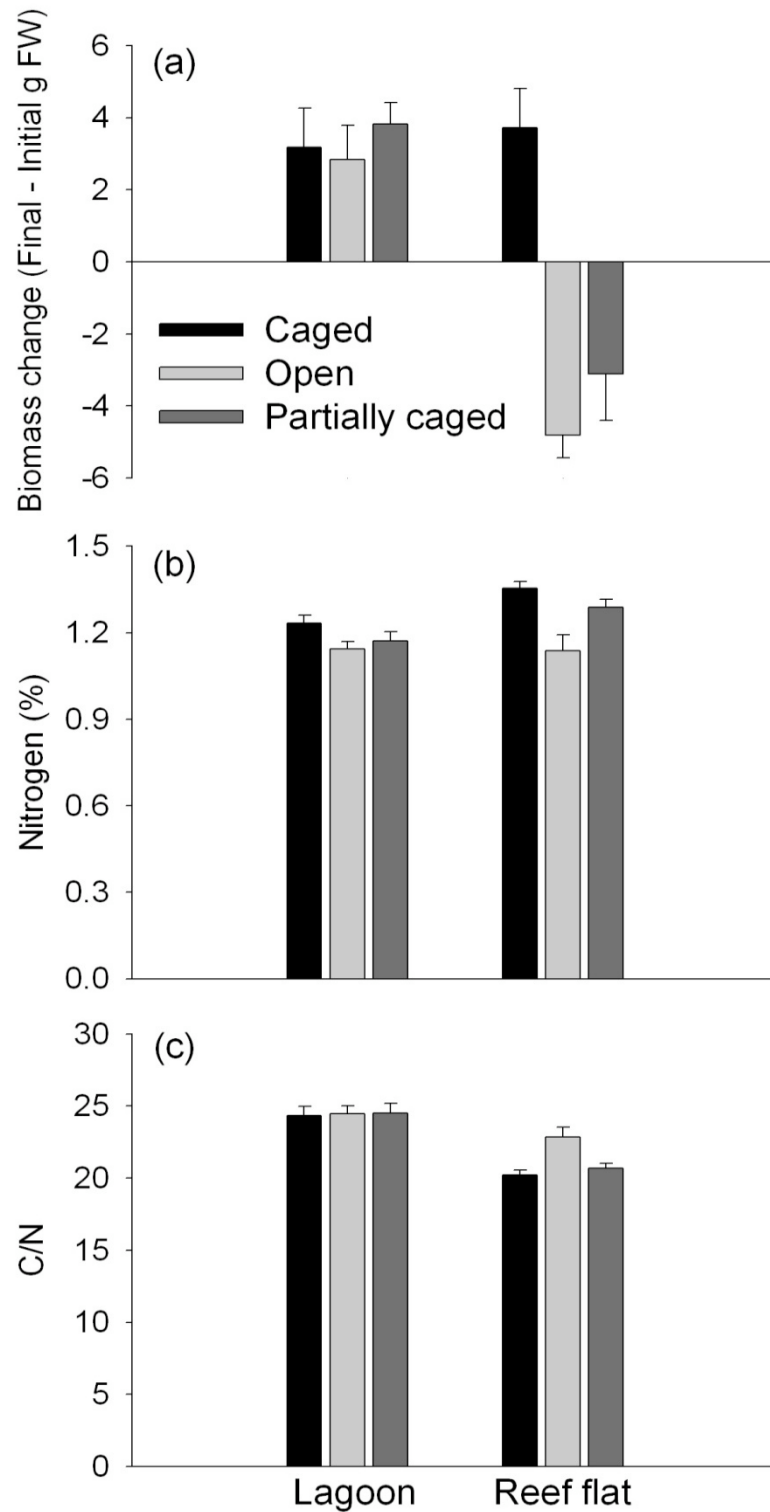 (a)
Biomass change (Final - Initial g FW)
6
4
2
0
-2
-4
-6
Caged
Open
Partially caged
(b)
Nitrogen (%)
1.5
1.2
0.9
0.6
0.3
0.0
(c)
C/N
30
25
20
15
10
5
0
Lagoon Reef flat